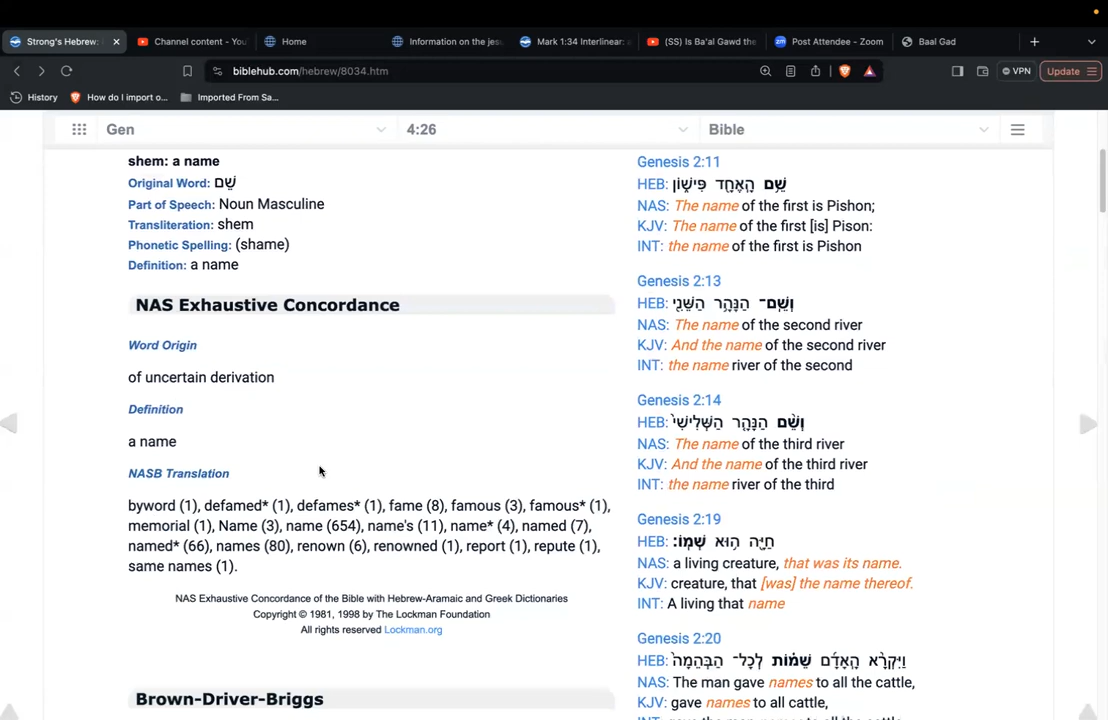 Strong's Hebrew:
Channel content - You
Home
Information on the jes
Mark 1:34 Interlinear:
(SS) Is Ba'al Gawd the
Post Attendee - Zoom
Baal Gad
biblehub.com/hebrew/8034.htm
VPN
Update
History
How do I import o...
Imported From Sa...
Gen
4:26
Bible
shem: a name
Original Word: שֵׁם
Part of Speech: Noun Masculine
Transliteration: shem
Phonetic Spelling: (shame)
Definition: a name
NAS Exhaustive Concordance
Word Origin
of uncertain derivation
Definition
a name
NASB Translation
byword (1), defamed* (1), defames* (1), fame (8), famous (3), famous* (1),
memorial (1), Name (3), name (654), name's (11), name* (4), named (7),
named* (66), names (80), renown (6), renowned (1), report (1), repute (1),
same names (1).
NAS Exhaustive Concordance of the Bible with Hebrew-Aramaic and Greek Dictionaries
Copyright © 1981, 1998 by The Lockman Foundation
All rights reserved Lockman.org
Brown-Driver-Briggs
Genesis 2:11
HEB: שֵׁ֥ם הָֽאֶחָ֖ד פִּישׁ֑וֹן
NAS: The name of the first is Pishon;
KJV: The name of the first [is] Pison:
INT: the name of the first is Pishon
Genesis 2:13
HEB: וְשֵֽׁם־ הַנָּהָ֥ר הַשֵּׁנִ֖י
NAS: The name of the second river
KJV: And the name of the second river
INT: the name river of the second
Genesis 2:14
HEB: וְשֵׁ֨ם הַנָּהָ֤ר הַשְּׁלִישִׁי֙
NAS: The name of the third river
KJV: And the name of the third river
INT: the name river of the third
Genesis 2:19
HEB: חַיָּ֖ה ה֥וּא שְׁמֽוֹ׃
NAS: a living creature, that was its name.
KJV: creature, that [was] the name thereof.
INT: A living that name
Genesis 2:20
HEB: וַיִּקְרָ֨א הָֽאָדָ֜ם שֵׁמ֗וֹת לְכָל־ הַבְּהֵמָה֙
NAS: The man gave names to all the cattle,
KJV: gave names to all cattle,